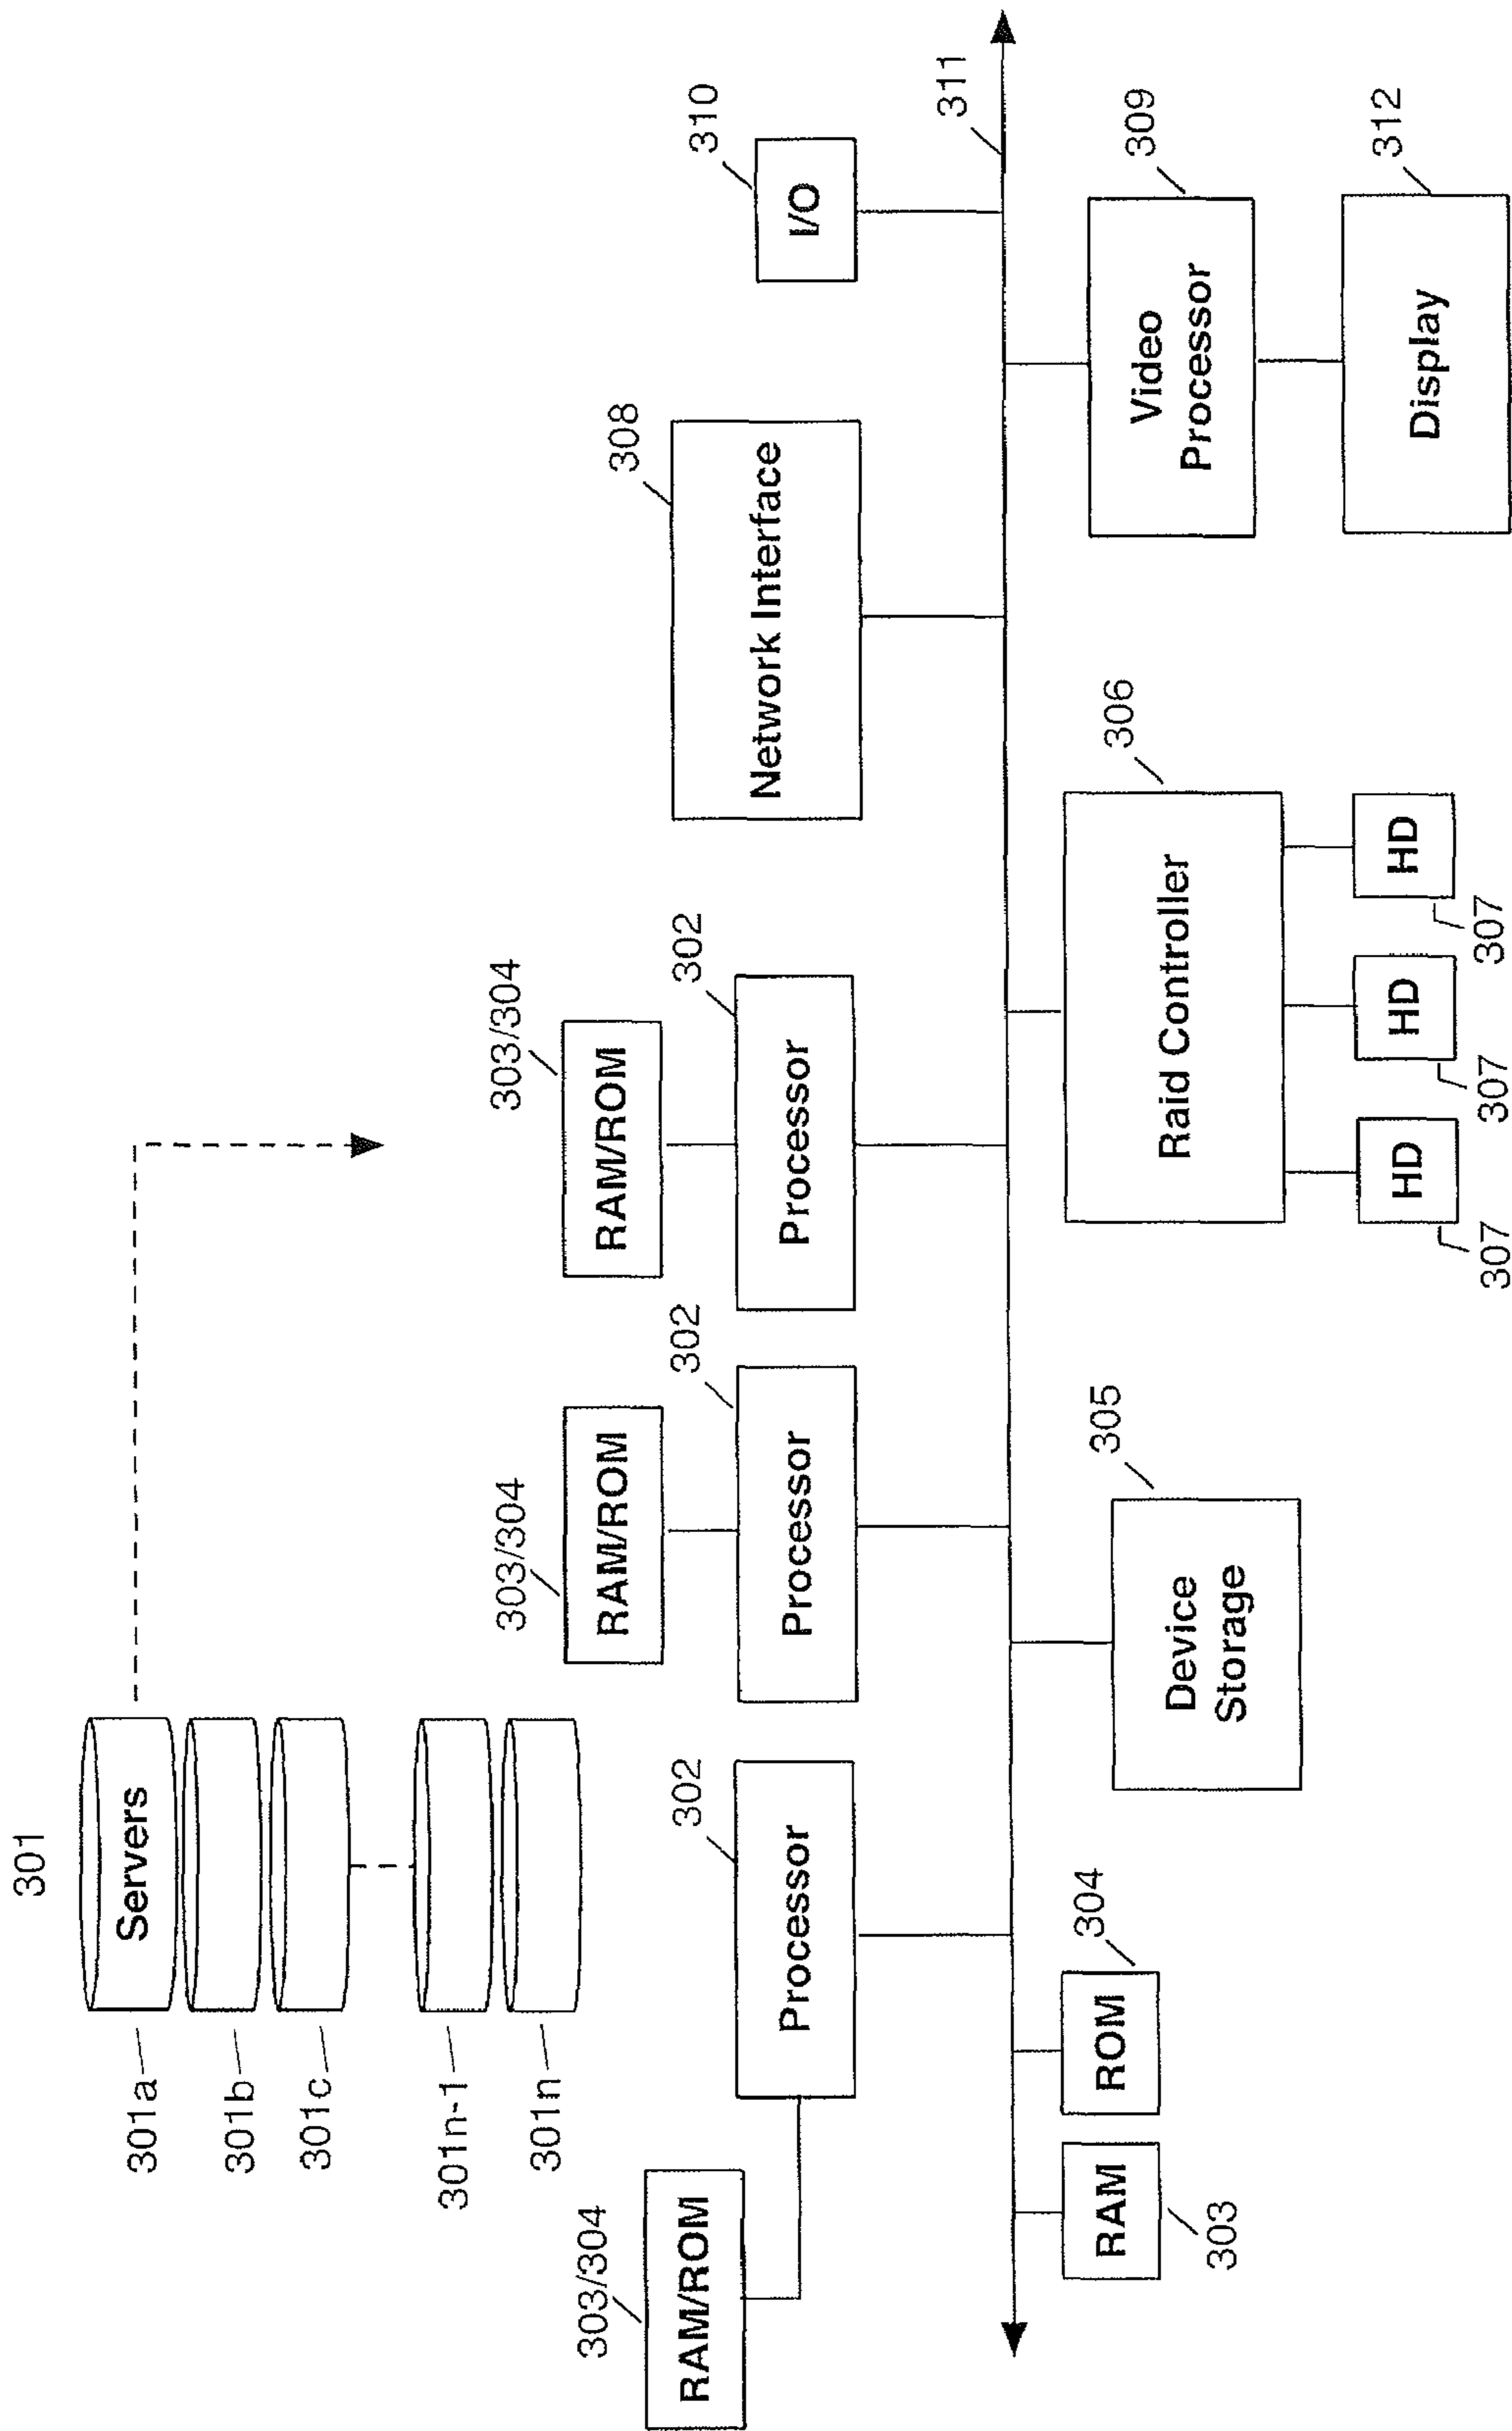 301
Servers
301a
301b
301c
301n-1
301n
303/304
RAM/ROM
302
Processor
303/304
RAM/ROM
302
Processor
303/304
RAM/ROM
302
Processor
308
Network Interface
310
I/O
311
RAM
303
ROM
304
Device
Storage
305
Raid Controller
306
HD
307
HD
307
HD
307
Video
Processor
309
Display
312